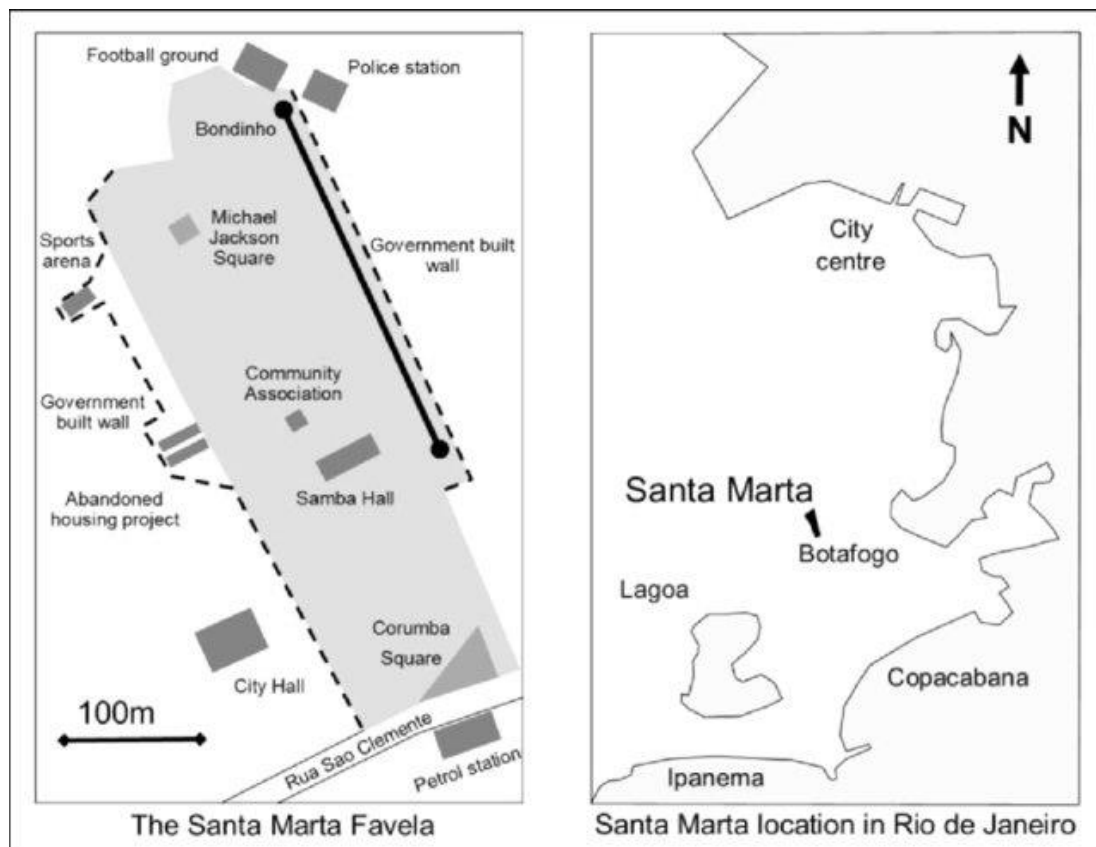 Football ground
Police station
Bondinho
Michael
Jackson
Square
Sports
arena
Government built
wall
Community
Association
Government
built wall
Samba Hall
Abandoned
housing project
Corumba
Square
City Hall
100m
Rua Sao Clemente
Petrol station
The Santa Marta Favela
N
City
centre
Santa Marta
Botafogo
Lagoa
Copacabana
Ipanema
Santa Marta location in Rio de Janeiro